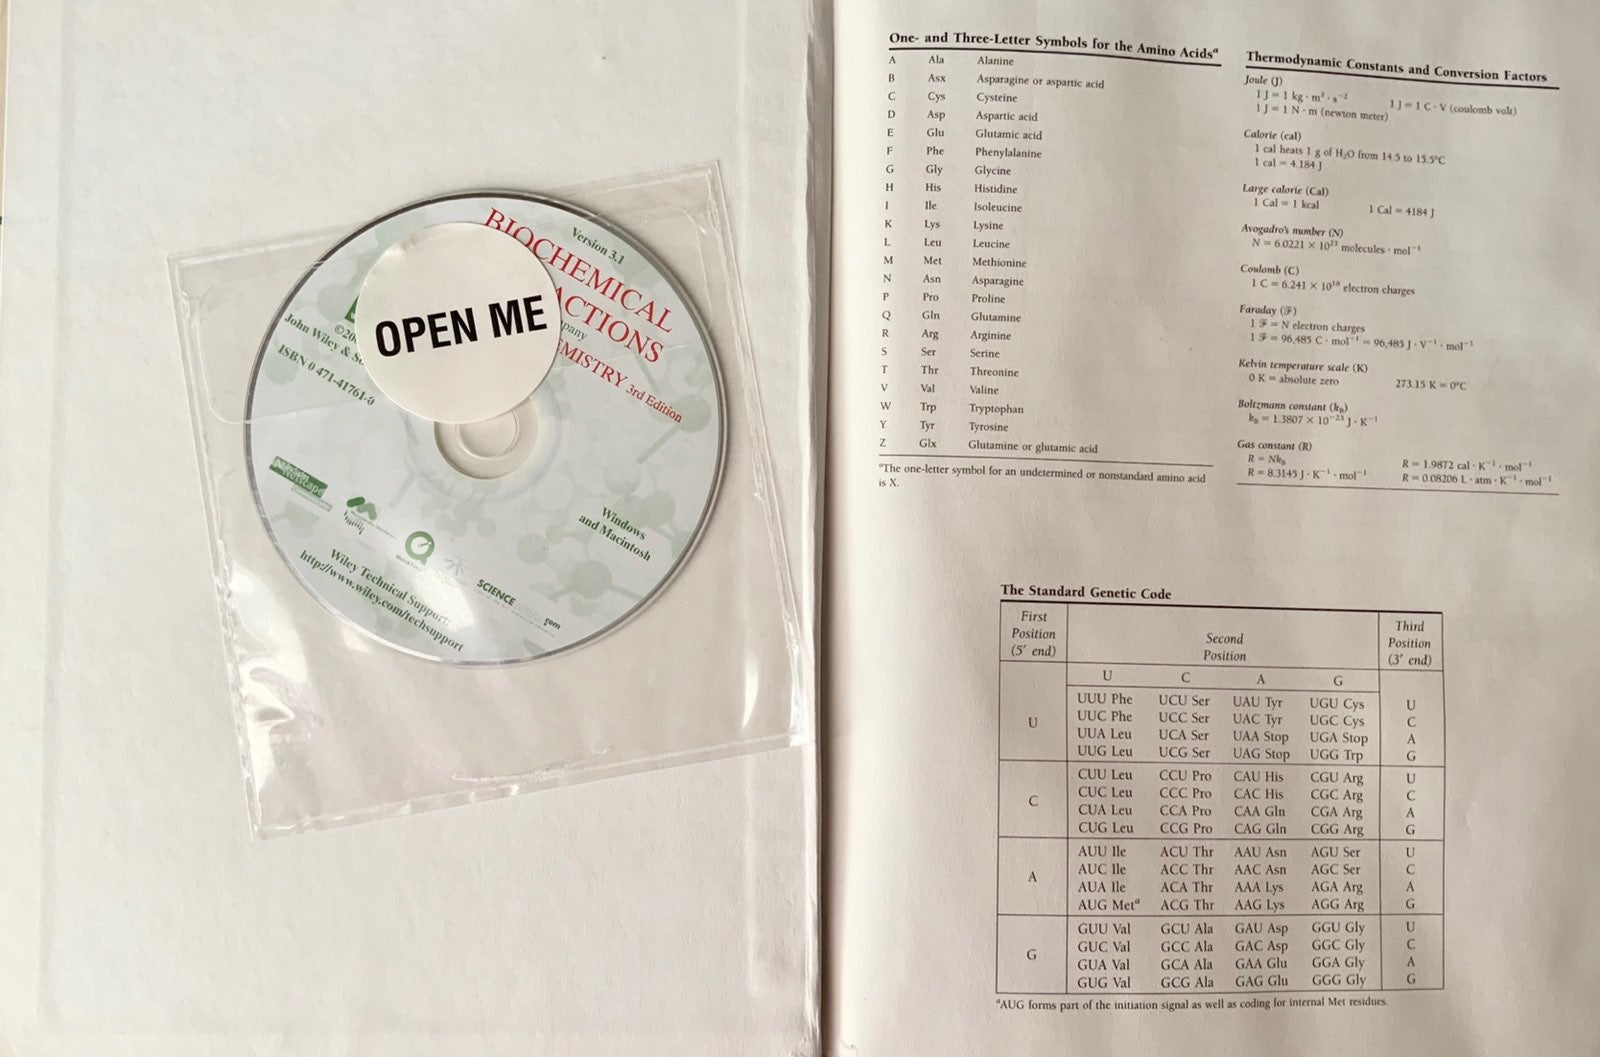 BIOCHEMICAL
ACTIONS
pany
MISTRY 3rd Edition
Version 3.1
OPEN ME
©20
John Wiley & S
ISBN 0 471-41761-0
Windows
and Macintosh
SCIENCE
com
Wiley Technical Support:
http://www.wiley.com/techsupport
One- and Three-Letter Symbols for the Amino Acidsᵃ
A Ala Alanine
B Asx Asparagine or aspartic acid
C Cys Cysteine
D Asp Aspartic acid
E Glu Glutamic acid
F Phe Phenylalanine
G Gly Glycine
H His Histidine
I Ile Isoleucine
K Lys Lysine
L Leu Leucine
M Met Methionine
N Asn Asparagine
P Pro Proline
Q Gln Glutamine
R Arg Arginine
S Ser Serine
T Thr Threonine
V Val Valine
W Trp Tryptophan
Y Tyr Tyrosine
Z Glx Glutamine or glutamic acid
ᵃThe one-letter symbol for an undetermined or nonstandard amino acid
is X.
Thermodynamic Constants and Conversion Factors
Joule (J)
1 J = 1 kg · m² · s⁻² 1 J = 1 C · V (coulomb volt)
1 J = 1 N · m (newton meter)
Calorie (cal)
1 cal heats 1 g of H₂O from 14.5 to 15.5°C
1 cal = 4.184 J
Large calorie (Cal)
1 Cal = 1 kcal 1 Cal = 4184 J
Avogadro's number (N)
N = 6.0221 × 10²³ molecules · mol⁻¹
Coulomb (C)
1 C = 6.241 × 10¹⁸ electron charges
Faraday (ℱ)
1 ℱ = N electron charges
1 ℱ = 96,485 C · mol⁻¹ = 96,485 J · V⁻¹ · mol⁻¹
Kelvin temperature scale (K)
0 K = absolute zero 273.15 K = 0°C
Boltzmann constant (k_B)
k_B = 1.3807 × 10⁻²³ J · K⁻¹
Gas constant (R)
R = Nk_B R = 1.9872 cal · K⁻¹ · mol⁻¹
R = 8.3145 J · K⁻¹ · mol⁻¹ R = 0.08206 L · atm · K⁻¹ · mol⁻¹
The Standard Genetic Code
First
Position
(5′ end)
Second
Position
Third
Position
(3′ end)
U C A G
U
UUU Phe UCU Ser UAU Tyr UGU Cys U
UUC Phe UCC Ser UAC Tyr UGC Cys C
UUA Leu UCA Ser UAA Stop UGA Stop A
UUG Leu UCG Ser UAG Stop UGG Trp G
C
CUU Leu CCU Pro CAU His CGU Arg U
CUC Leu CCC Pro CAC His CGC Arg C
CUA Leu CCA Pro CAA Gln CGA Arg A
CUG Leu CCG Pro CAG Gln CGG Arg G
A
AUU Ile ACU Thr AAU Asn AGU Ser U
AUC Ile ACC Thr AAC Asn AGC Ser C
AUA Ile ACA Thr AAA Lys AGA Arg A
AUG Metᵃ ACG Thr AAG Lys AGG Arg G
G
GUU Val GCU Ala GAU Asp GGU Gly U
GUC Val GCC Ala GAC Asp GGC Gly C
GUA Val GCA Ala GAA Glu GGA Gly A
GUG Val GCG Ala GAG Glu GGG Gly G
ᵃAUG forms part of the initiation signal as well as coding for internal Met residues.